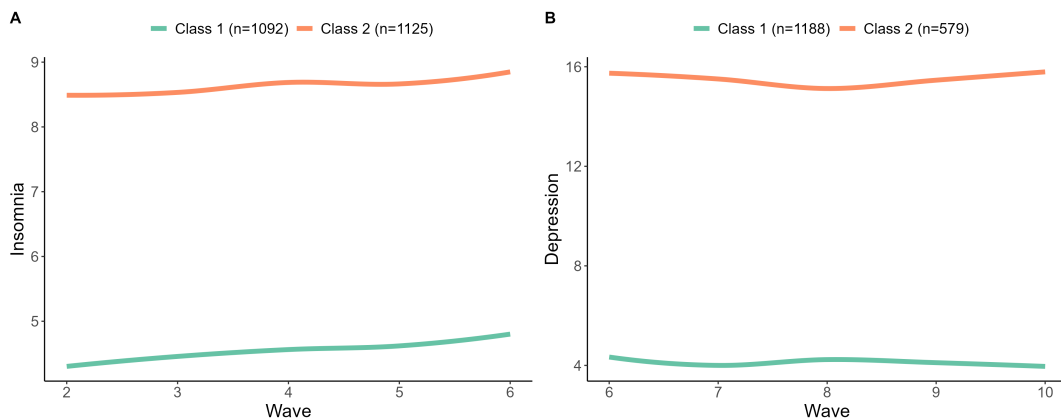 A
Class 1 (n=1092) Class 2 (n=1125)
9
8
7
6
5
Insomnia
2 3 4 5 6
Wave
B
Class 1 (n=1188) Class 2 (n=579)
16
12
8
4
Depression
6 7 8 9 10
Wave